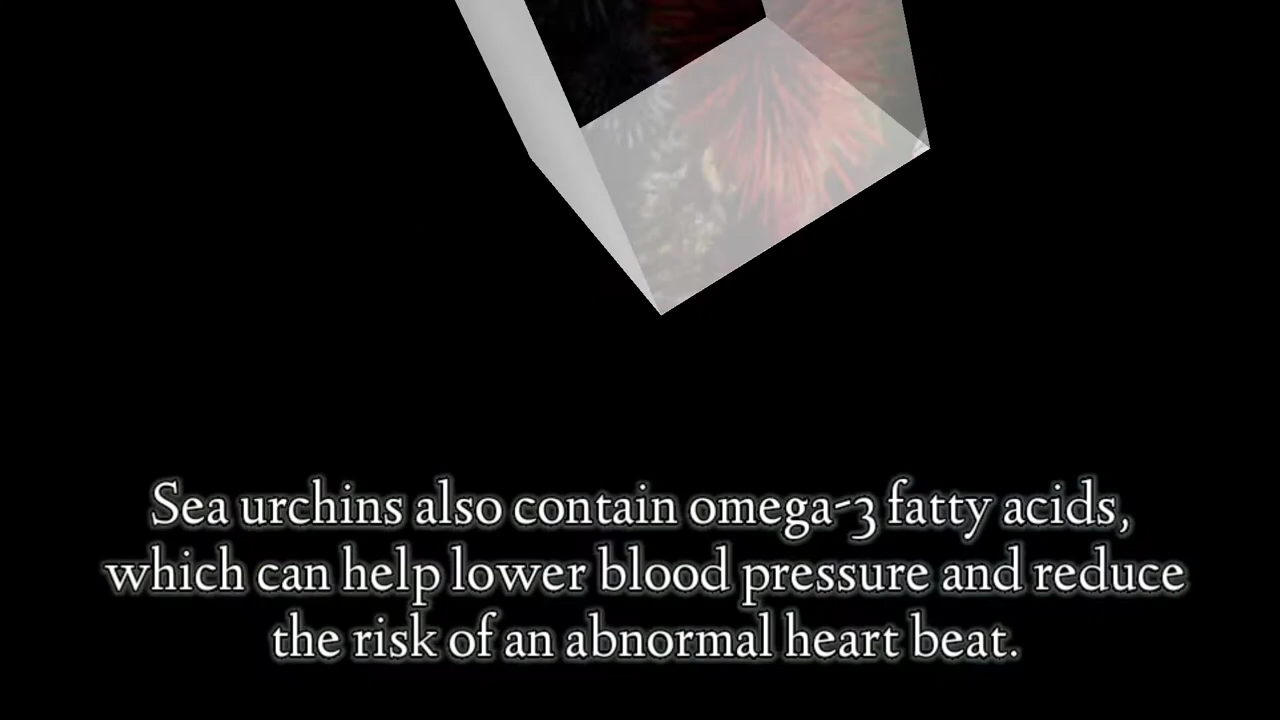 Sea urchins also contain omega-3 fatty acids,
which can help lower blood pressure and reduce
the risk of an abnormal heart beat.